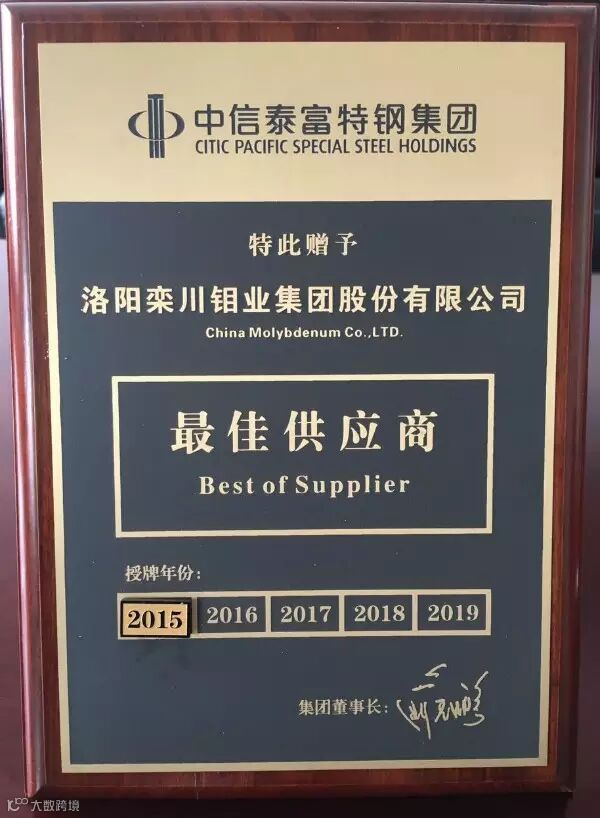 中信泰富特钢集团
CITIC PACIFIC SPECIAL STEEL HOLDINGS
特此赠予
洛阳栾川钼业集团股份有限公司
China Molybdenum Co.,LTD.
最佳供应商
Best of Supplier
授牌年份：
2015 2016 2017 2018 2019
集团董事长：
大数跨境